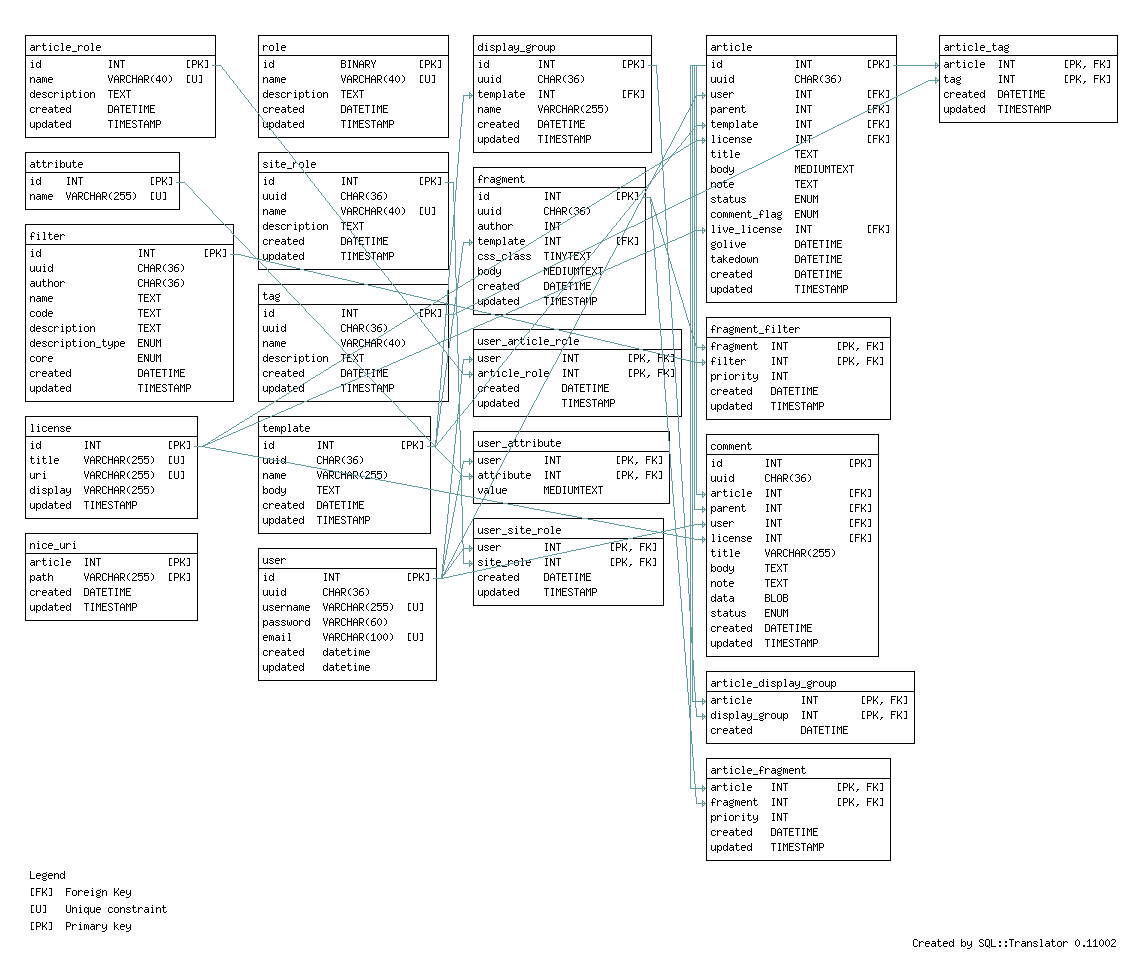 article_role
id INT [PK]
name VARCHAR(40) [U]
description TEXT
created DATETIME
updated TIMESTAMP
attribute
id INT [PK]
name VARCHAR(255) [U]
filter
id INT [PK]
uuid CHAR(36)
author CHAR(36)
name TEXT
code TEXT
description TEXT
description_type ENUM
core ENUM
created DATETIME
updated TIMESTAMP
license
id INT [PK]
title VARCHAR(255) [U]
uri VARCHAR(255) [U]
display VARCHAR(255)
updated TIMESTAMP
nice_uri
article INT [PK]
path VARCHAR(255) [PK]
created DATETIME
updated TIMESTAMP
role
id BINARY [PK]
name VARCHAR(40) [U]
description TEXT
created DATETIME
updated TIMESTAMP
site_role
id INT [PK]
uuid CHAR(36)
name VARCHAR(40) [U]
description TEXT
created DATETIME
updated TIMESTAMP
tag
id INT [PK]
uuid CHAR(36)
name VARCHAR(40)
description TEXT
created DATETIME
updated TIMESTAMP
template
id INT [PK]
uuid CHAR(36)
name VARCHAR(255)
body TEXT
created DATETIME
updated TIMESTAMP
user
id INT [PK]
uuid CHAR(36)
username VARCHAR(255) [U]
password VARCHAR(60)
email VARCHAR(100) [U]
created datetime
updated datetime
display_group
id INT [PK]
uuid CHAR(36)
template INT [FK]
name VARCHAR(255)
created DATETIME
updated TIMESTAMP
fragment
id INT [PK]
uuid CHAR(36)
author INT
template INT [FK]
css_class TINYTEXT
body MEDIUMTEXT
created DATETIME
updated TIMESTAMP
user_article_role
user INT [PK, FK]
article_role INT [PK, FK]
created DATETIME
updated TIMESTAMP
user_attribute
user INT [PK, FK]
attribute INT [PK, FK]
value MEDIUMTEXT
user_site_role
user INT [PK, FK]
site_role INT [PK, FK]
created DATETIME
updated TIMESTAMP
article
id INT [PK]
uuid CHAR(36)
user INT [FK]
parent INT [FK]
template INT [FK]
license INT [FK]
title TEXT
body MEDIUMTEXT
note TEXT
status ENUM
comment_flag ENUM
live_license INT [FK]
golive DATETIME
takedown DATETIME
created DATETIME
updated TIMESTAMP
fragment_filter
fragment INT [PK, FK]
filter INT [PK, FK]
priority INT
created DATETIME
updated TIMESTAMP
comment
id INT [PK]
uuid CHAR(36)
article INT [FK]
parent INT [FK]
user INT [FK]
license INT [FK]
title VARCHAR(255)
body TEXT
note TEXT
data BLOB
status ENUM
created DATETIME
updated TIMESTAMP
article_display_group
article INT [PK, FK]
display_group INT [PK, FK]
created DATETIME
article_fragment
article INT [PK, FK]
fragment INT [PK, FK]
priority INT
created DATETIME
updated TIMESTAMP
article_tag
article INT [PK, FK]
tag INT [PK, FK]
created DATETIME
updated TIMESTAMP
Legend
[FK] Foreign Key
[U] Unique constraint
[PK] Primary key
Created by SQL::Translator 0.11002